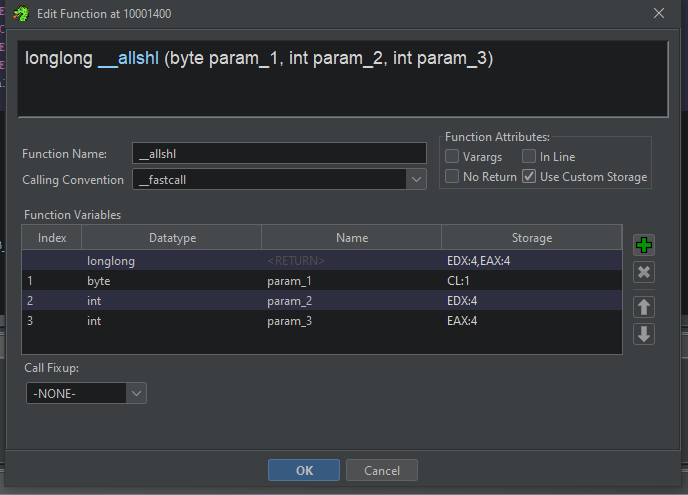 Edit Function at 10001400
longlong __allshl (byte param_1, int param_2, int param_3)
Function Name: __allshl
Calling Convention __fastcall
Function Attributes:
Varargs In Line
No Return Use Custom Storage
Function Variables
Index Datatype Name Storage
longlong <RETURN> EDX:4,EAX:4
1 byte param_1 CL:1
2 int param_2 EDX:4
3 int param_3 EAX:4
Call Fixup:
-NONE-
OK Cancel